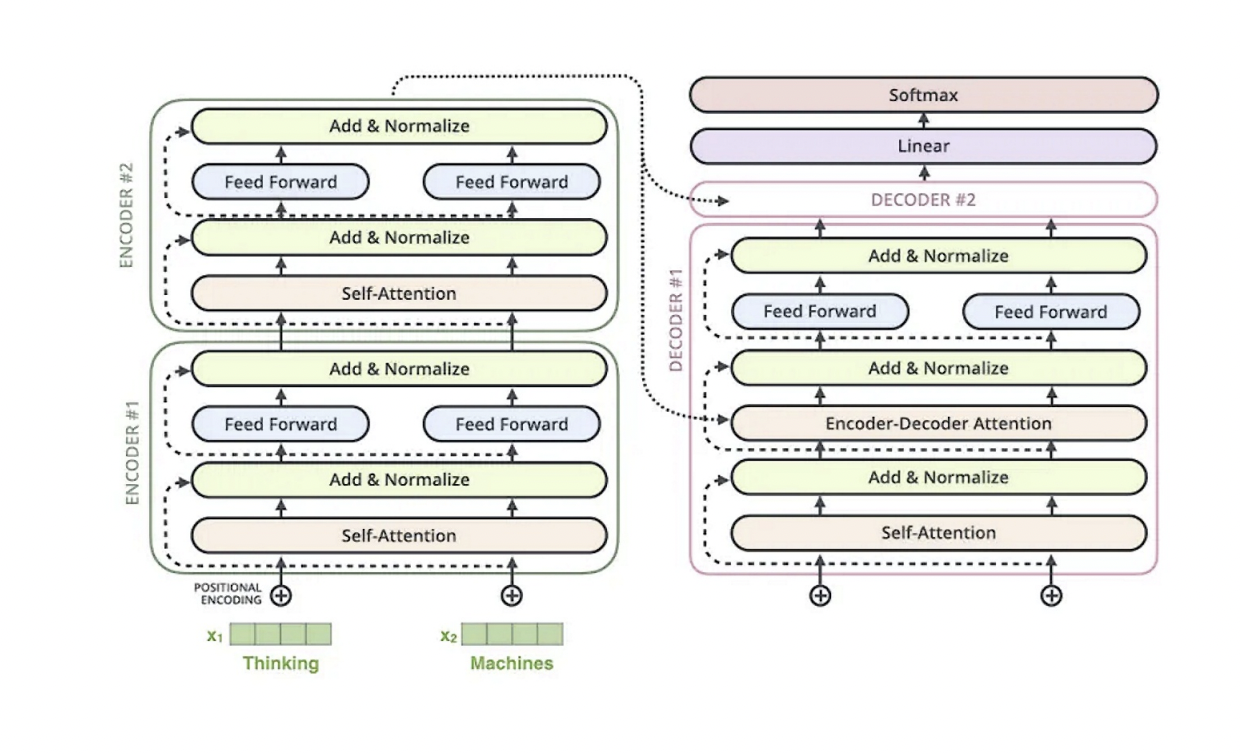 ENCODER #2
Add & Normalize
Feed Forward Feed Forward
Add & Normalize
Self-Attention
ENCODER #1
Add & Normalize
Feed Forward Feed Forward
Add & Normalize
Self-Attention
POSITIONAL
ENCODING
x1 x2
Thinking Machines
Softmax
Linear
DECODER #2
DECODER #1
Add & Normalize
Feed Forward Feed Forward
Add & Normalize
Encoder-Decoder Attention
Add & Normalize
Self-Attention